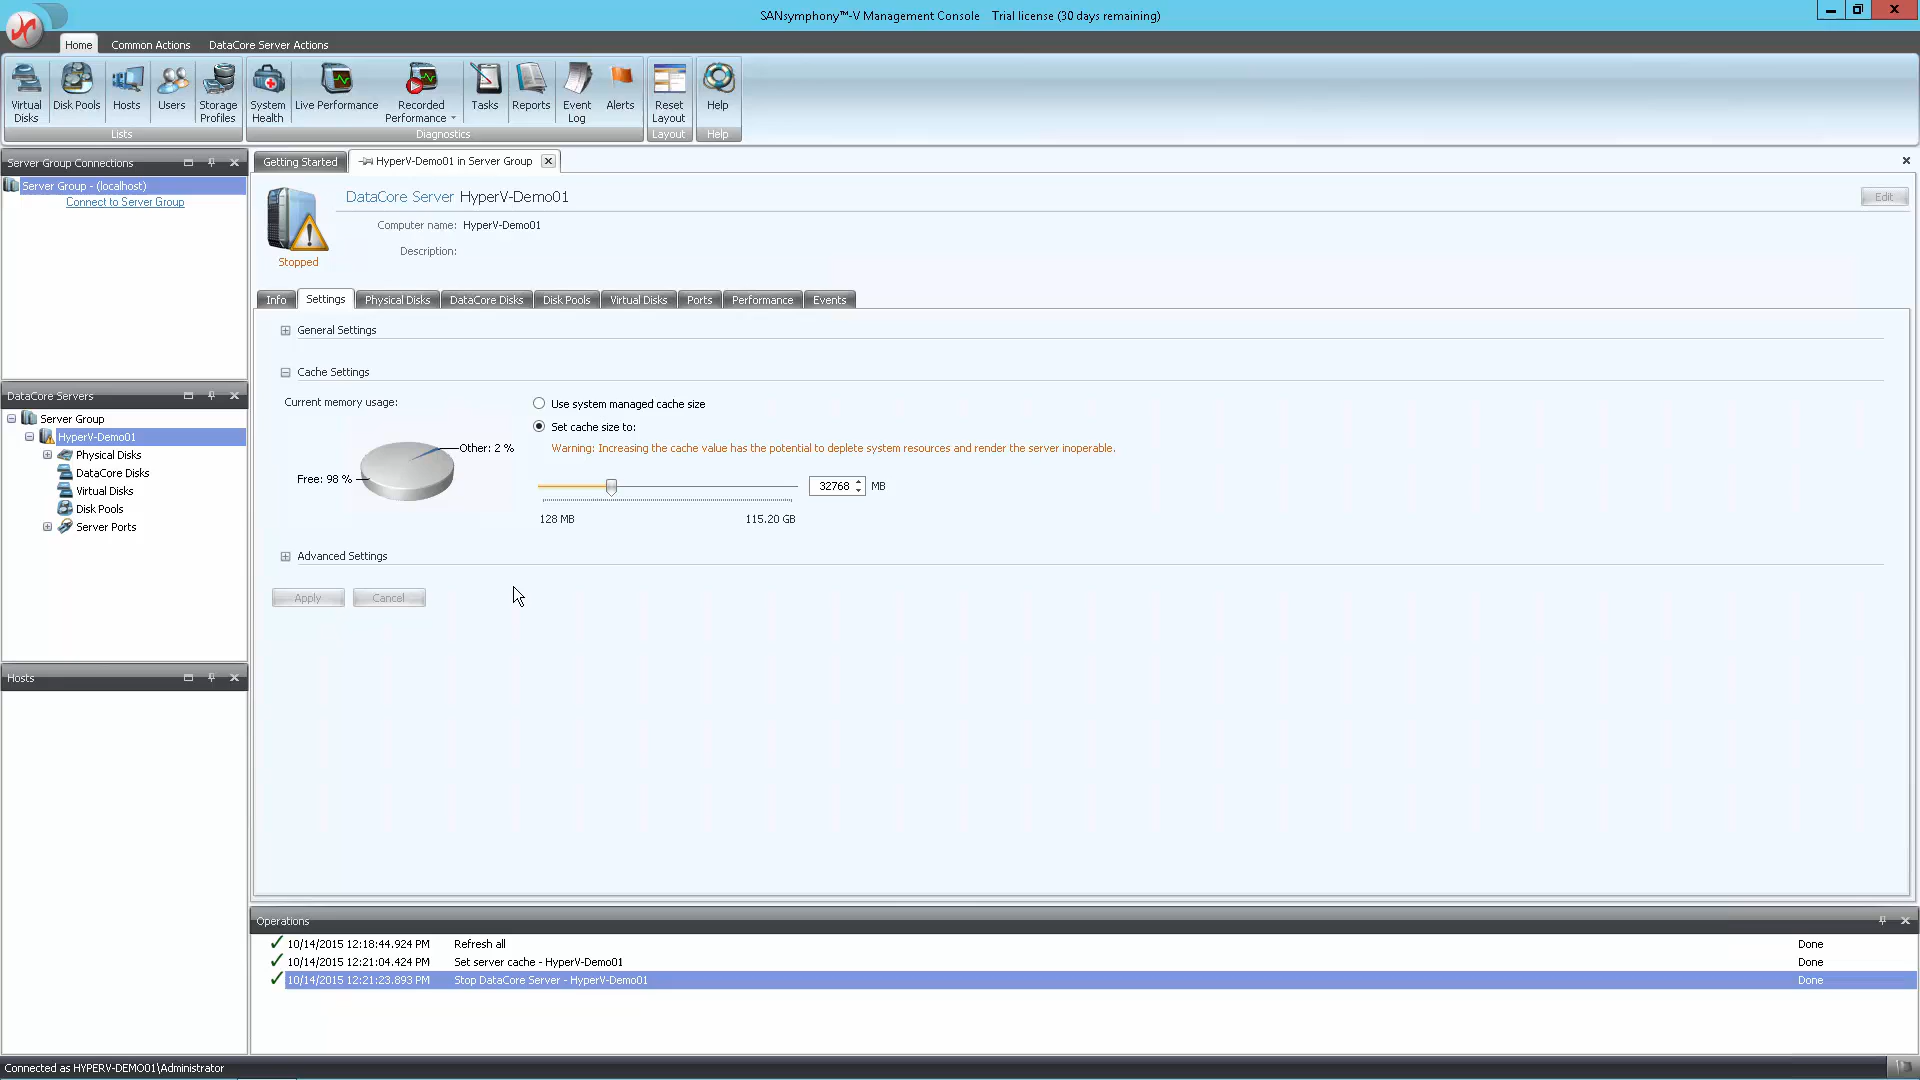 SANsymphony™-V Management Console Trial license (30 days remaining)
Home Common Actions DataCore Server Actions
Virtual Disks
Disk Pools
Hosts
Users
Storage Profiles
System Health
Live Performance
Recorded Performance
Tasks
Reports
Event Log
Alerts
Reset Layout
Help
Lists
Diagnostics
Layout
Help
Server Group Connections
Server Group - (localhost)
Connect to Server Group
DataCore Servers
Server Group
HyperV-Demo01
Physical Disks
DataCore Disks
Virtual Disks
Disk Pools
Server Ports
Hosts
Getting Started
HyperV-Demo01 in Server Group
DataCore Server HyperV-Demo01
Edit
Computer name: HyperV-Demo01
Description:
Stopped
Info Settings Physical Disks DataCore Disks Disk Pools Virtual Disks Ports Performance Events
General Settings
Cache Settings
Current memory usage:
Other: 2 %
Free: 98 %
Use system managed cache size
Set cache size to:
Warning: Increasing the cache value has the potential to deplete system resources and render the server inoperable.
32768 MB
128 MB 115.20 GB
Advanced Settings
Apply Cancel
Operations
10/14/2015 12:18:44.924 PM Refresh all Done
10/14/2015 12:21:04.424 PM Set server cache - HyperV-Demo01 Done
10/14/2015 12:21:23.893 PM Stop DataCore Server - HyperV-Demo01 Done
Connected as HYPERV-DEMO01\Administrator